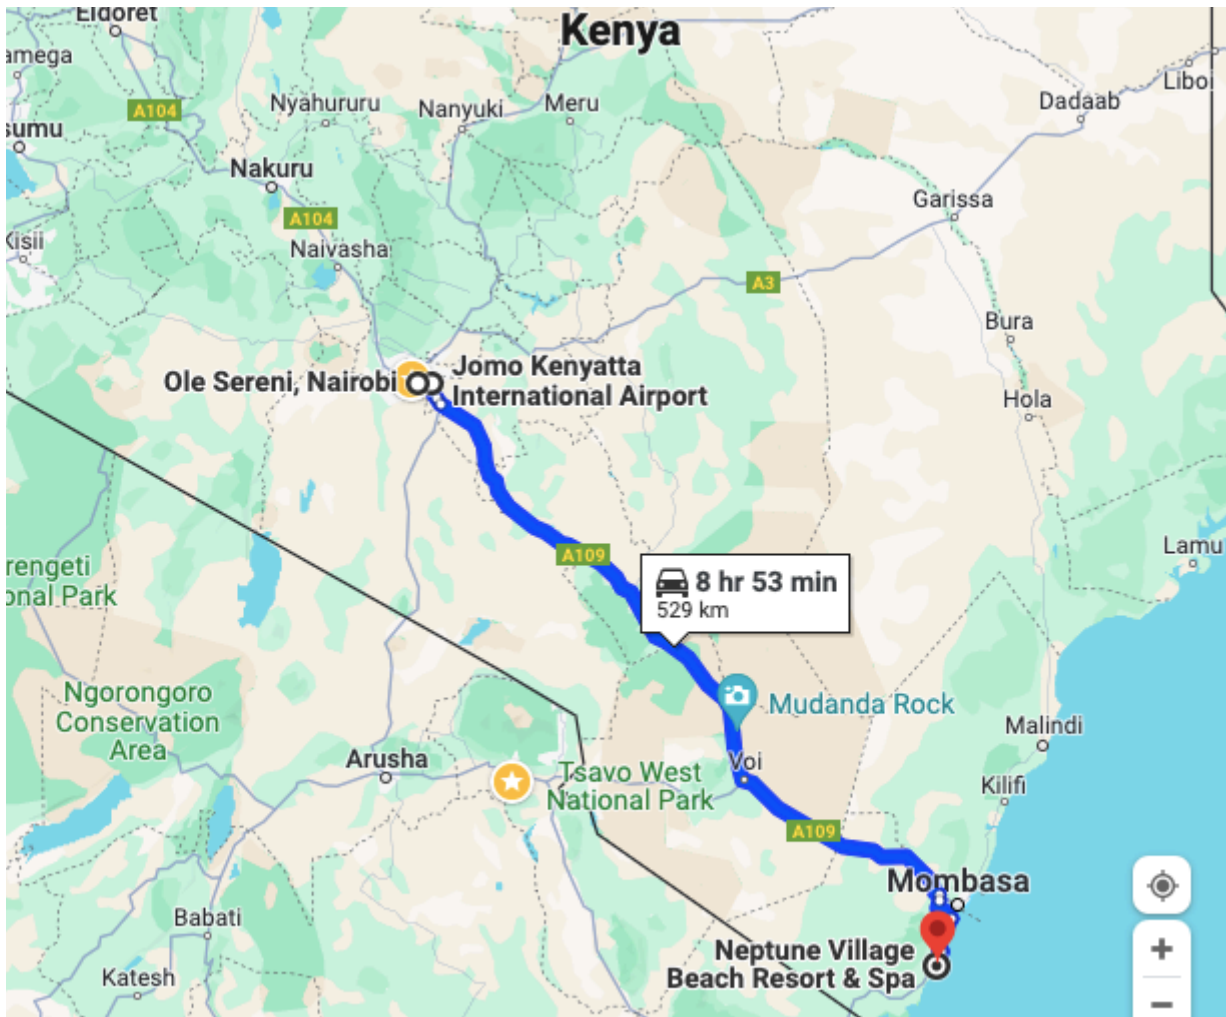 Eldoret
Kenya
amega
Liboi
A104
Nyahururu
Nanyuki
Meru
Dadaab
sumu
Nakuru
Garissa
A104
Kisii
Naivasha
A3
Bura
Jomo Kenyatta
International Airport
Ole Sereni, Nairobi
Hola
A109
Lamu
rengeti
onal Park
8 hr 53 min
529 km
Ngorongoro
Conservation
Area
Mudanda Rock
Malindi
Arusha
Voi
Tsavo West
National Park
Kilifi
A109
Mombasa
Babati
Neptune Village
Beach Resort & Spa
Katesh
+
−